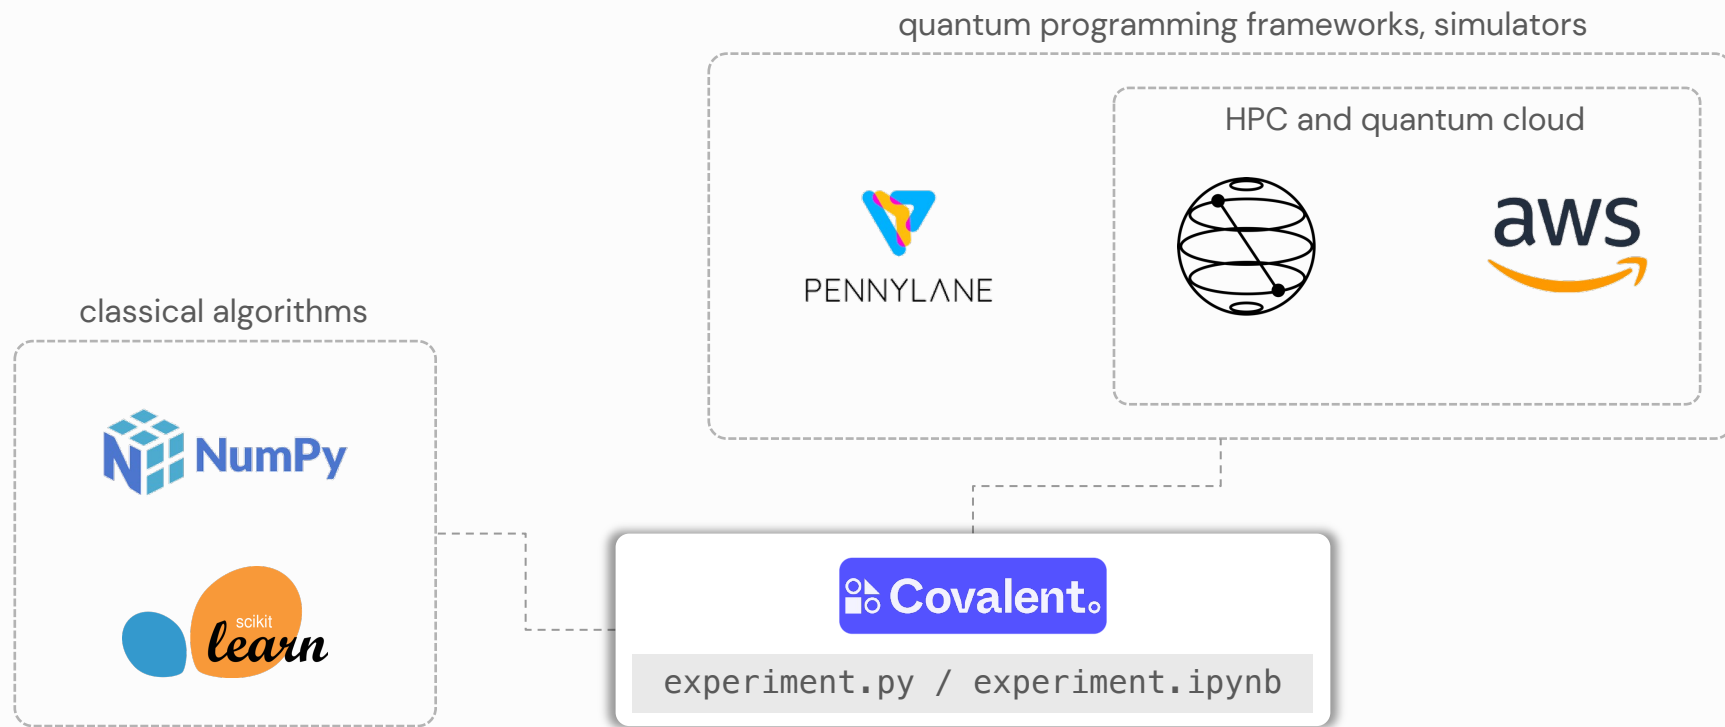 quantum programming frameworks, simulators
HPC and quantum cloud
PENNYLANE
aws
classical algorithms
NumPy
scikit
learn
Covalent.
experiment.py / experiment.ipynb